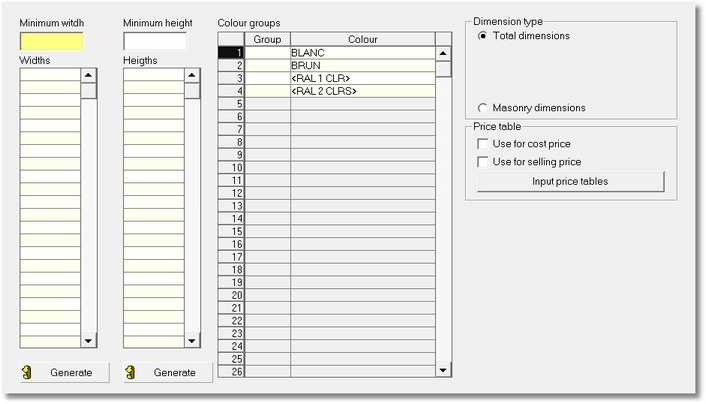 Minimum witdh
Minimum height
Widths
Heigths
Generate
Generate
Colour groups
Group Colour
1 BLANC
2 BRUN
3 <RAL 1 CLR>
4 <RAL 2 CLRS>
5
6
7
8
9
10
11
12
13
14
15
16
17
18
19
20
21
22
23
24
25
26
Dimension type
Total dimensions
Masonry dimensions
Price table
Use for cost price
Use for selling price
Input price tables